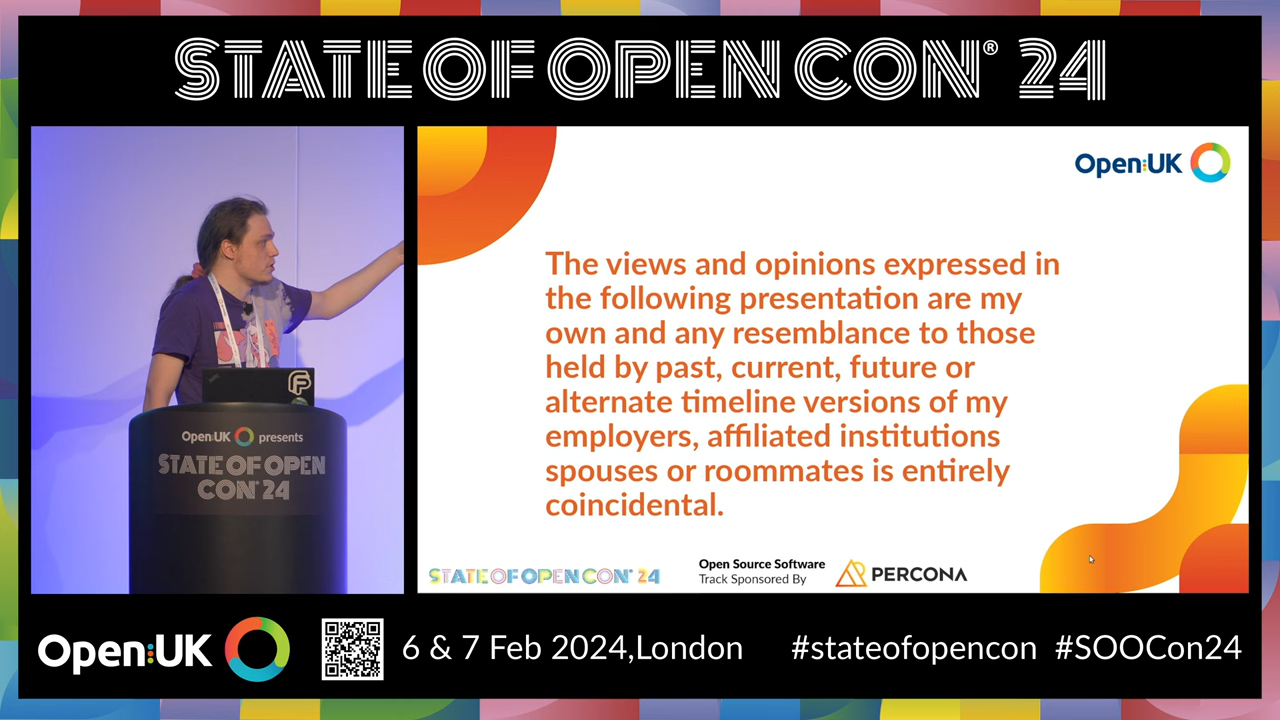 STATE OF OPEN CON® 24
Open:UK
The views and opinions expressed in
the following presentation are my
own and any resemblance to those
held by past, current, future or
alternate timeline versions of my
employers, affiliated institutions
spouses or roommates is entirely
coincidental.
Open:UK presents
STATE OF OPEN
CON® 24
STATE OF OPEN CON® 24
Open Source Software
Track Sponsored By
PERCONA
Open:UK
6 & 7 Feb 2024,London
#stateofopencon #SOOCon24